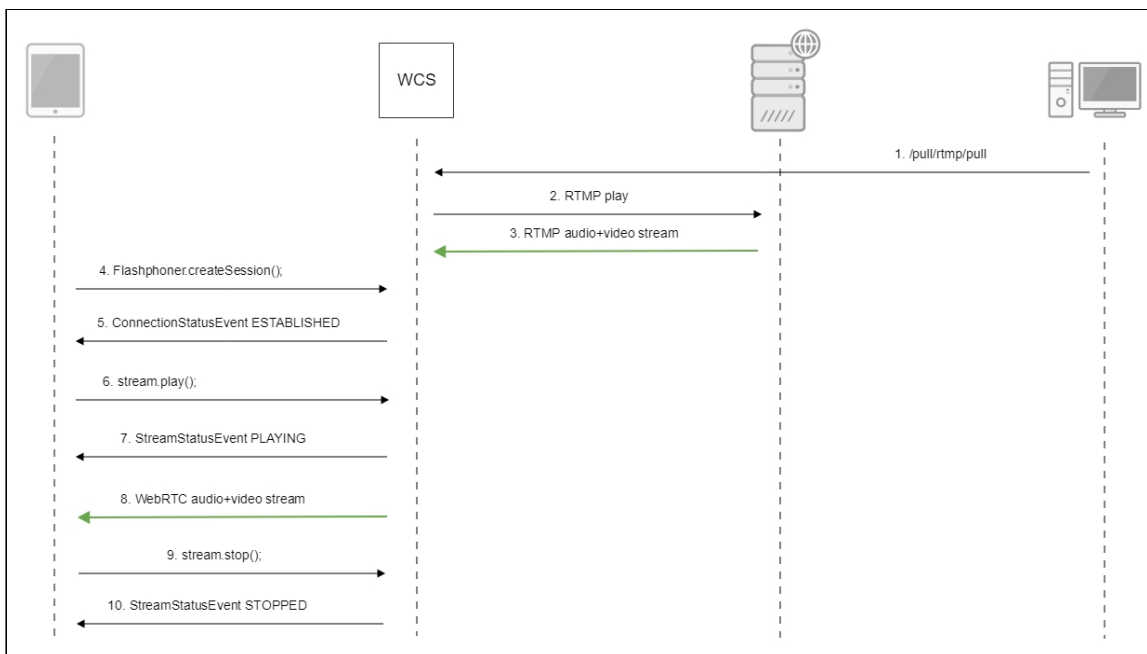 WCS
1. /pull/rtmp/pull
2. RTMP play
3. RTMP audio+video stream
4. Flashphoner.createSession();
5. ConnectionStatusEvent ESTABLISHED
6. stream.play();
7. StreamStatusEvent PLAYING
8. WebRTC audio+video stream
9. stream.stop();
10. StreamStatusEvent STOPPED